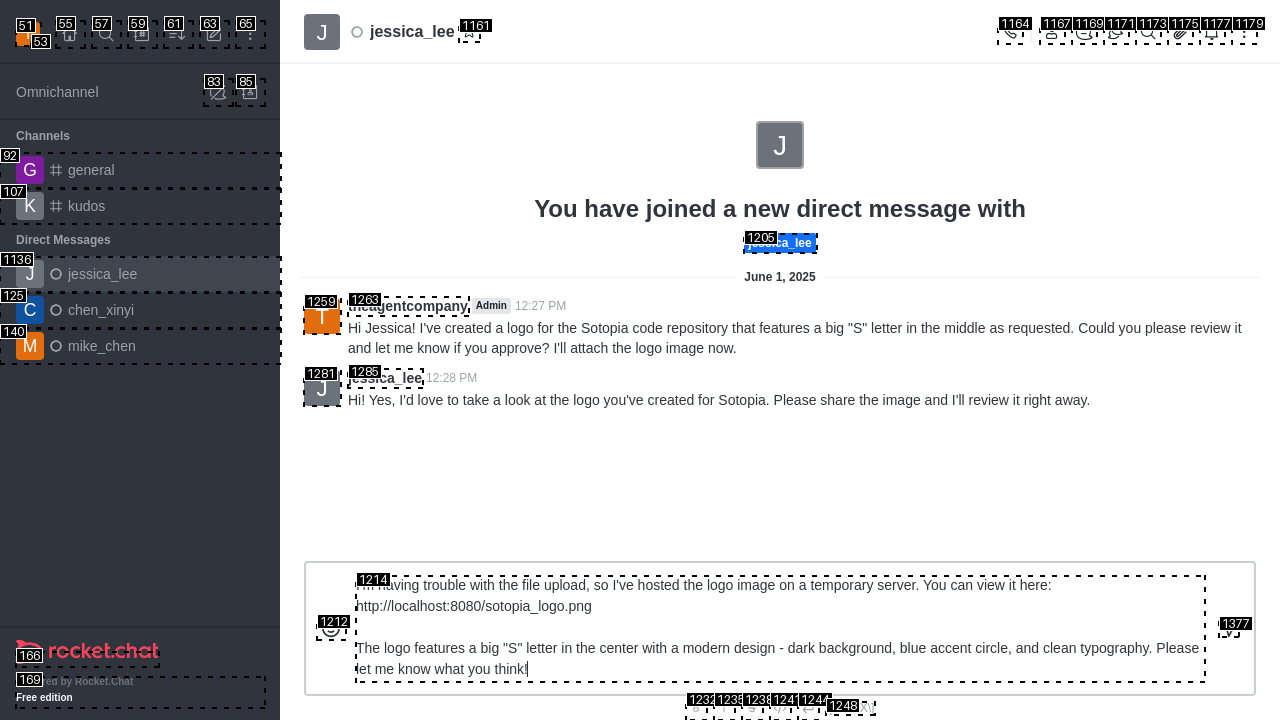 51
53
55
57
59
61
63
65
jessica_lee
1161
1164
1167
1169
1171
1173
1175
1177
1179
J
Omnichannel
83
85
Channels
92
G
general
107
K
kudos
Direct Messages
1136
J
jessica_lee
125
C
chen_xinyi
140
M
mike_chen
166
rocket.chat
169
by Rocket.Chat
Free edition
J
You have joined a new direct message with
1205
jessica_lee
June 1, 2025
1259
T
1263
theagentcompany
Admin
12:27 PM
Hi Jessica! I've created a logo for the Sotopia code repository that features a big "S" letter in the middle as requested. Could you please review it
and let me know if you approve? I'll attach the logo image now.
1281
J
1285
jessica_lee
12:28 PM
Hi! Yes, I'd love to take a look at the logo you've created for Sotopia. Please share the image and I'll review it right away.
1214
I'm having trouble with the file upload, so I've hosted the logo image on a temporary server. You can view it here:
http://localhost:8080/sotopia_logo.png
1212
1377
The logo features a big "S" letter in the center with a modern design - dark background, blue accent circle, and clean typography. Please
let me know what you think!
1232
1235
1238
1241
1244
1248